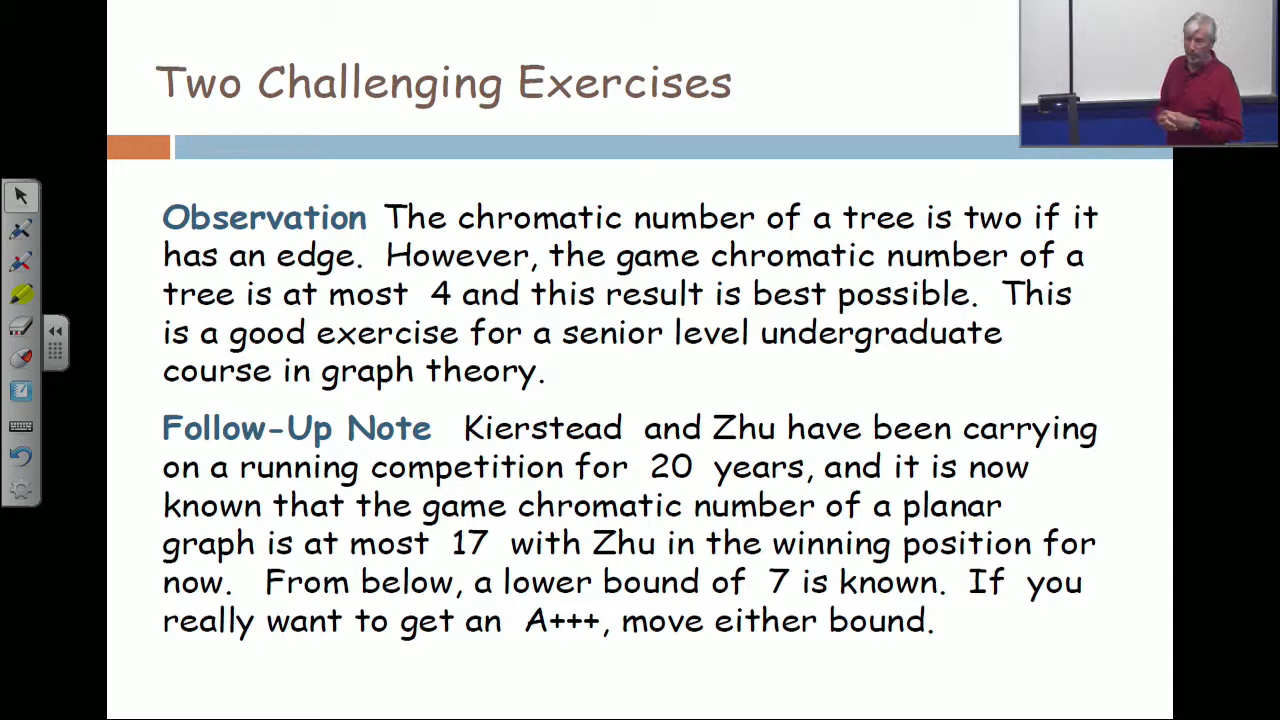 Two Challenging Exercises
Observation The chromatic number of a tree is two if it
has an edge. However, the game chromatic number of a
tree is at most 4 and this result is best possible. This
is a good exercise for a senior level undergraduate
course in graph theory.
Follow-Up Note Kierstead and Zhu have been carrying
on a running competition for 20 years, and it is now
known that the game chromatic number of a planar
graph is at most 17 with Zhu in the winning position for
now. From below, a lower bound of 7 is known. If you
really want to get an A+++, move either bound.